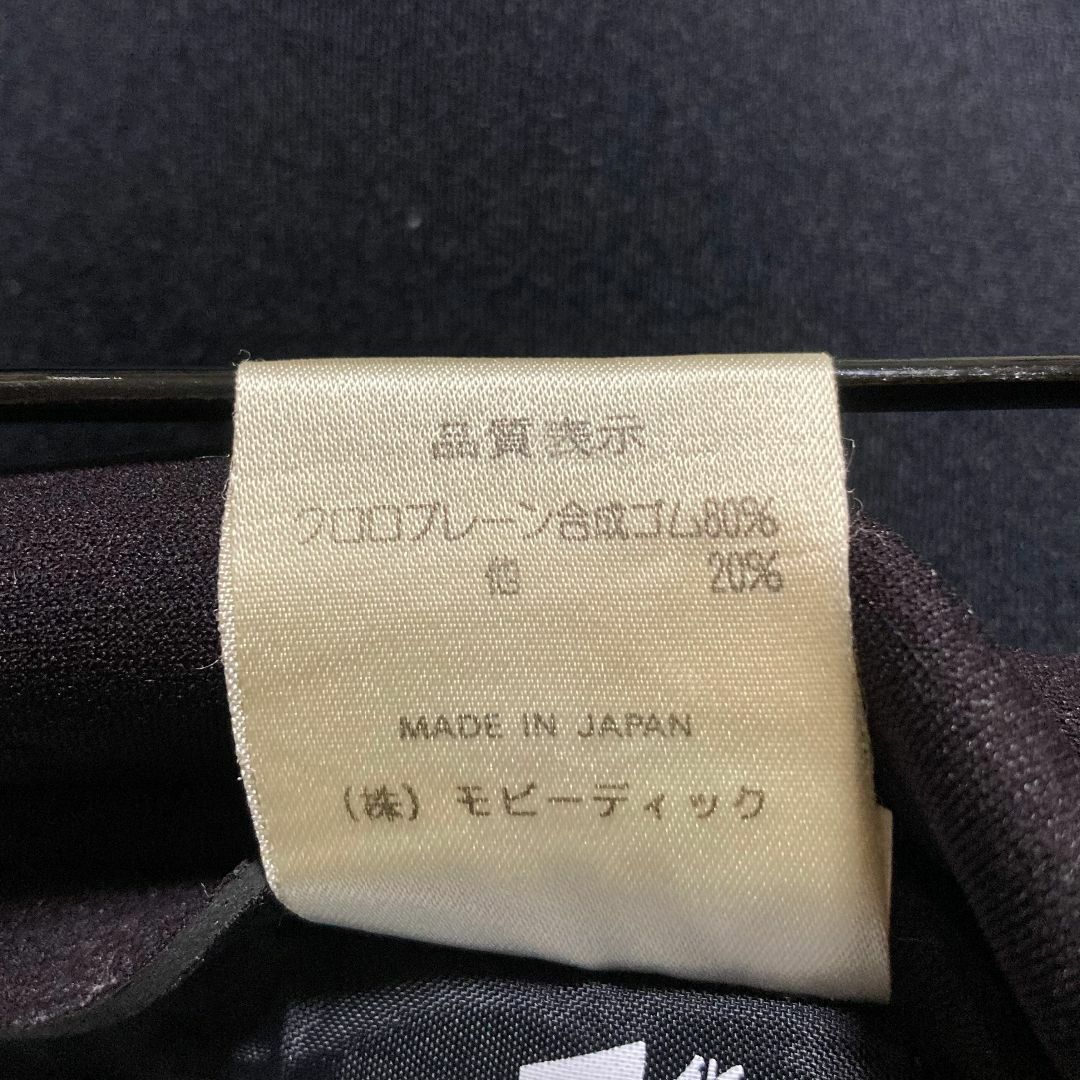 品質表示
クロロプレーン合成ゴム80%
他 20%
MADE IN JAPAN
(株) モビーディック